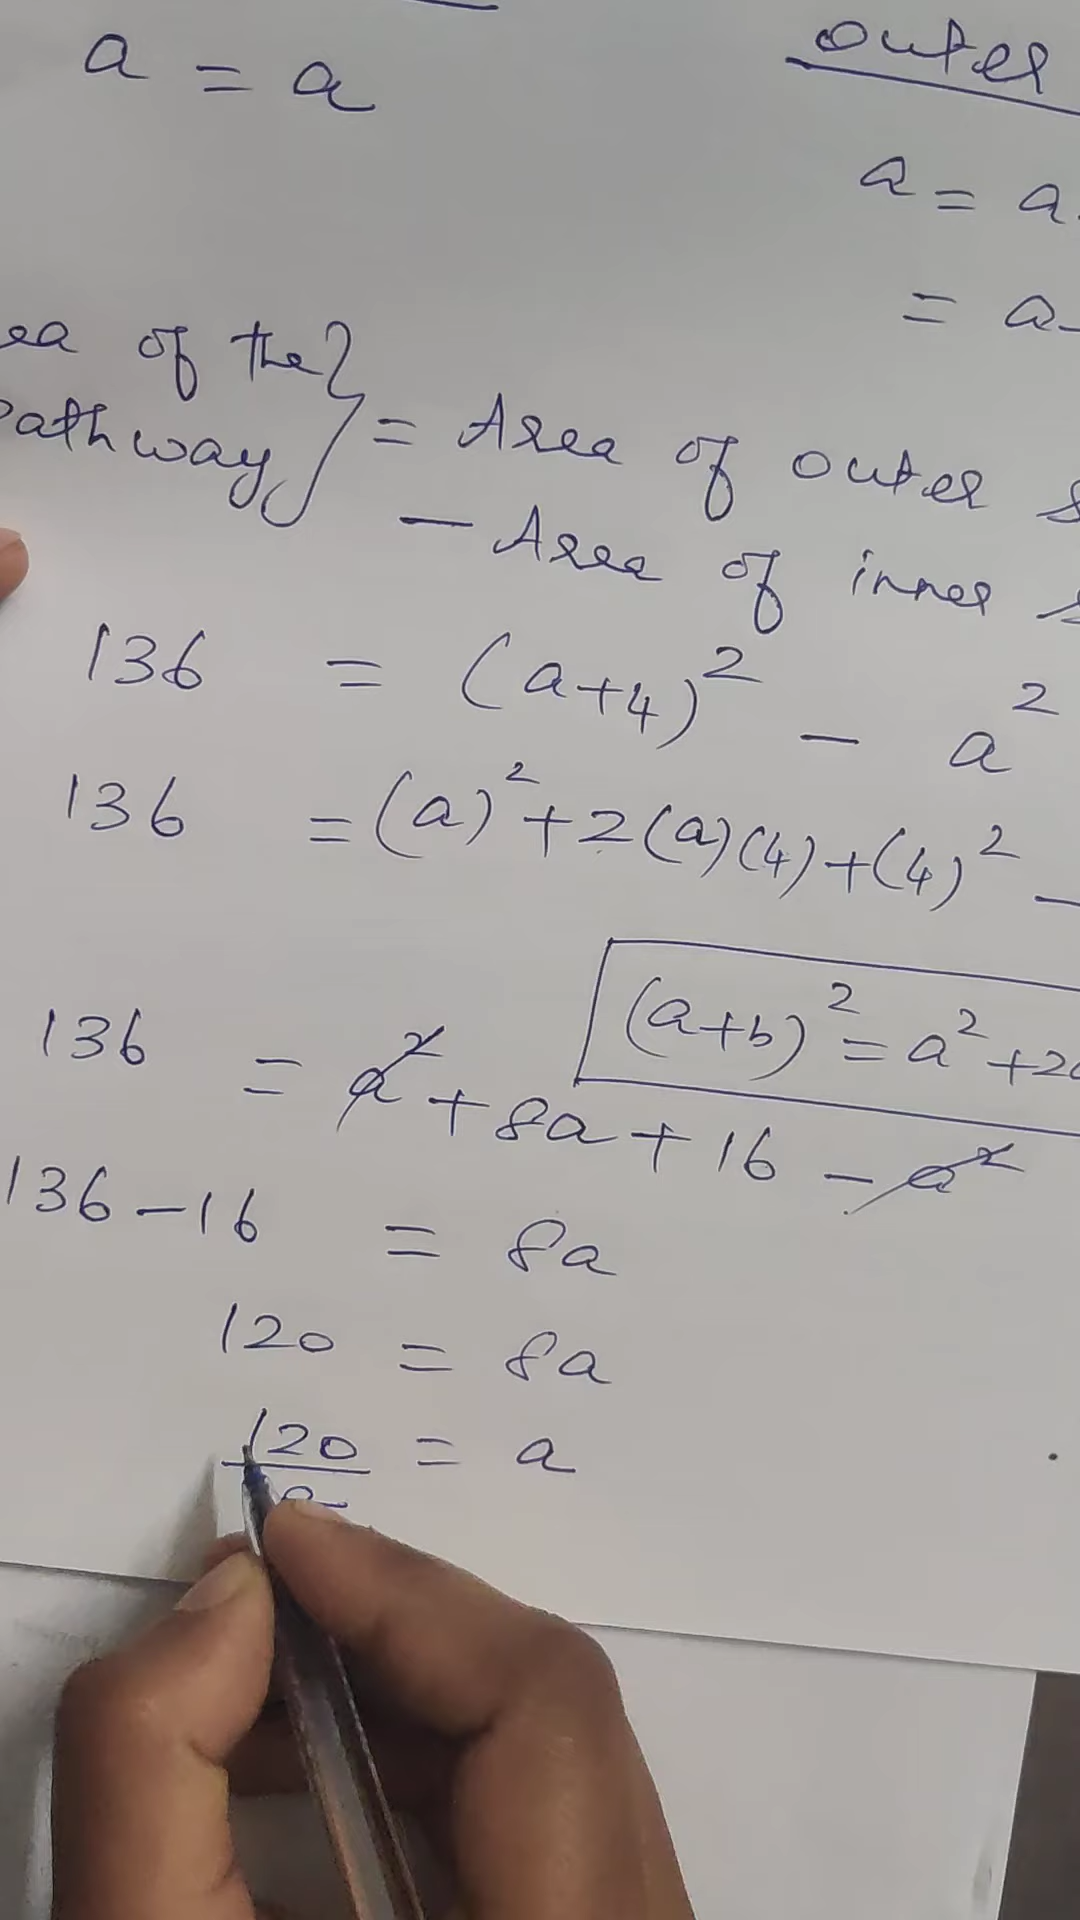 a = a
outer
a = a
= a-
ea of the } = Area of outer
pathway
- Area of inner
136 = (a+4)² - a²
136 = (a)² + 2(a)(4) + (4)² -
(a+b)² = a² + 2
136 = a² + 8a + 16 - a²
136 - 16 = 8a
120 = 8a
120 = a